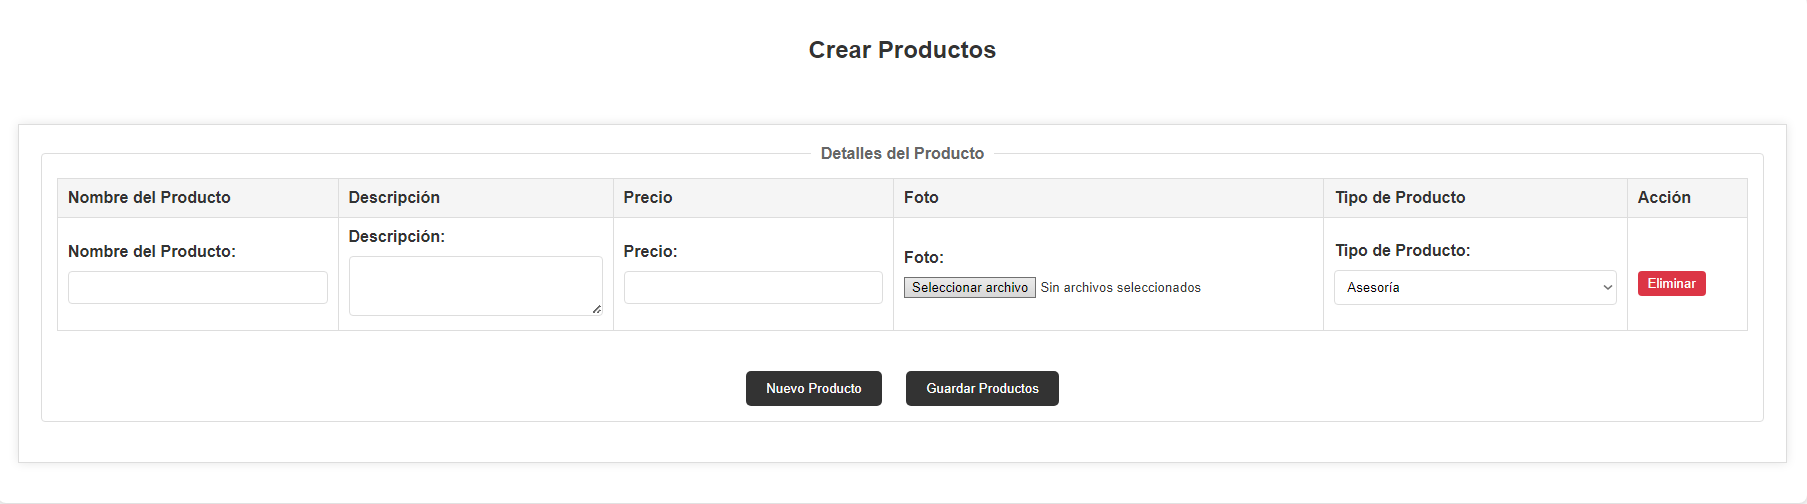 Crear Productos
Detalles del Producto
Nombre del Producto Descripción Precio Foto Tipo de Producto Acción
Nombre del Producto: Descripción: Precio: Foto: Tipo de Producto:
Seleccionar archivo Sin archivos seleccionados Asesoría Eliminar
Nuevo Producto Guardar Productos